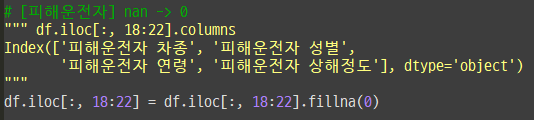 # [피해운전자] nan -> 0
""" df.iloc[:, 18:22].columns
Index(['피해운전자 차종', '피해운전자 성별',
'피해운전자 연령', '피해운전자 상해정도'], dtype='object')
"""
df.iloc[:, 18:22] = df.iloc[:, 18:22].fillna(0)